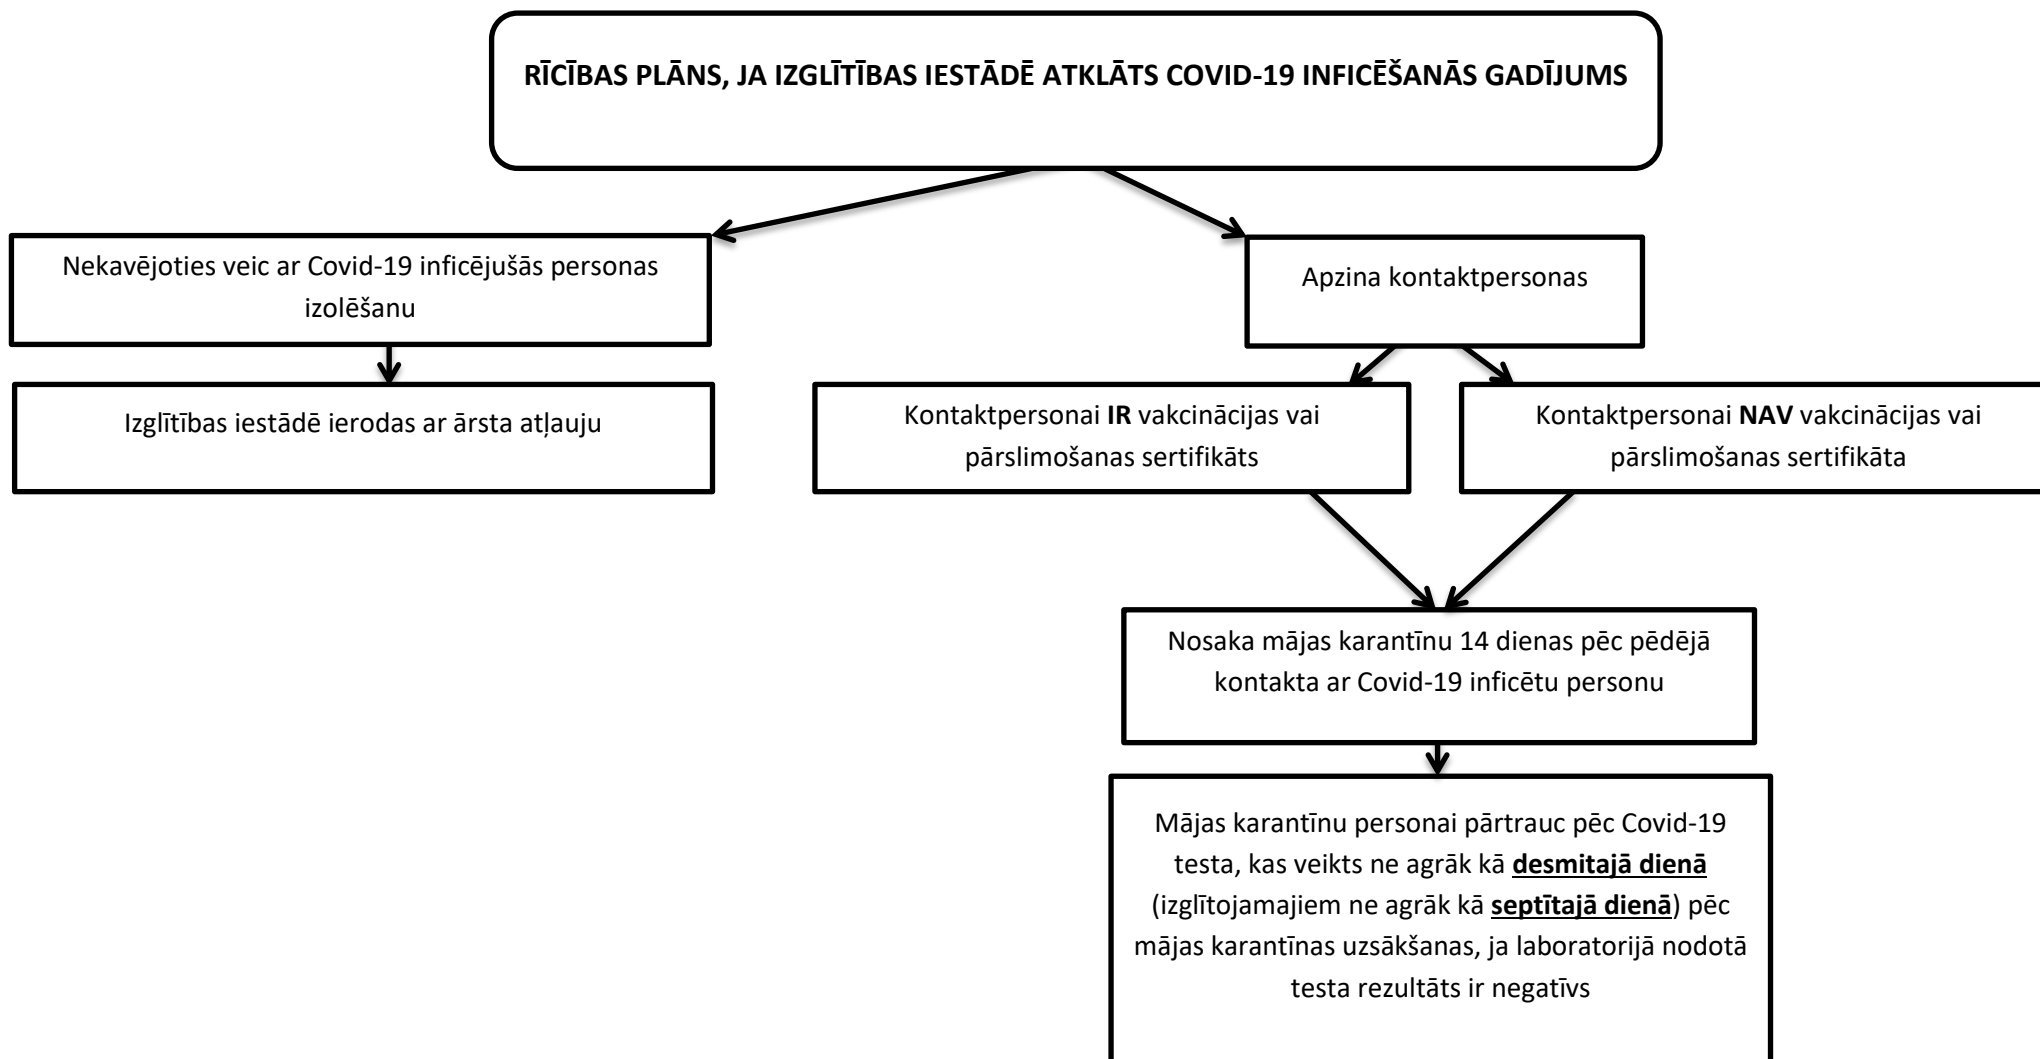 RĪCĪBAS PLĀNS, JA IZGLĪTĪBAS IESTĀDĒ ATKLĀTS COVID-19 INFICĒŠANĀS GADĪJUMS
Nekavējoties veic ar Covid-19 inficējušās personas
izolēšanu
Apzina kontaktpersonas
Izglītības iestādē ierodas ar ārsta atļauju
Kontaktpersonai IR vakcinācijas vai
pārslimošanas sertifikāts
Kontaktpersonai NAV vakcinācijas vai
pārslimošanas sertifikāta
Nosaka mājas karantīnu 14 dienas pēc pēdējā
kontakta ar Covid-19 inficētu personu
Mājas karantīnu personai pārtrauc pēc Covid-19
testa, kas veikts ne agrāk kā desmitajā dienā
(izglītojamajiem ne agrāk kā septītajā dienā) pēc
mājas karantīnas uzsākšanas, ja laboratorijā nodotā
testa rezultāts ir negatīvs